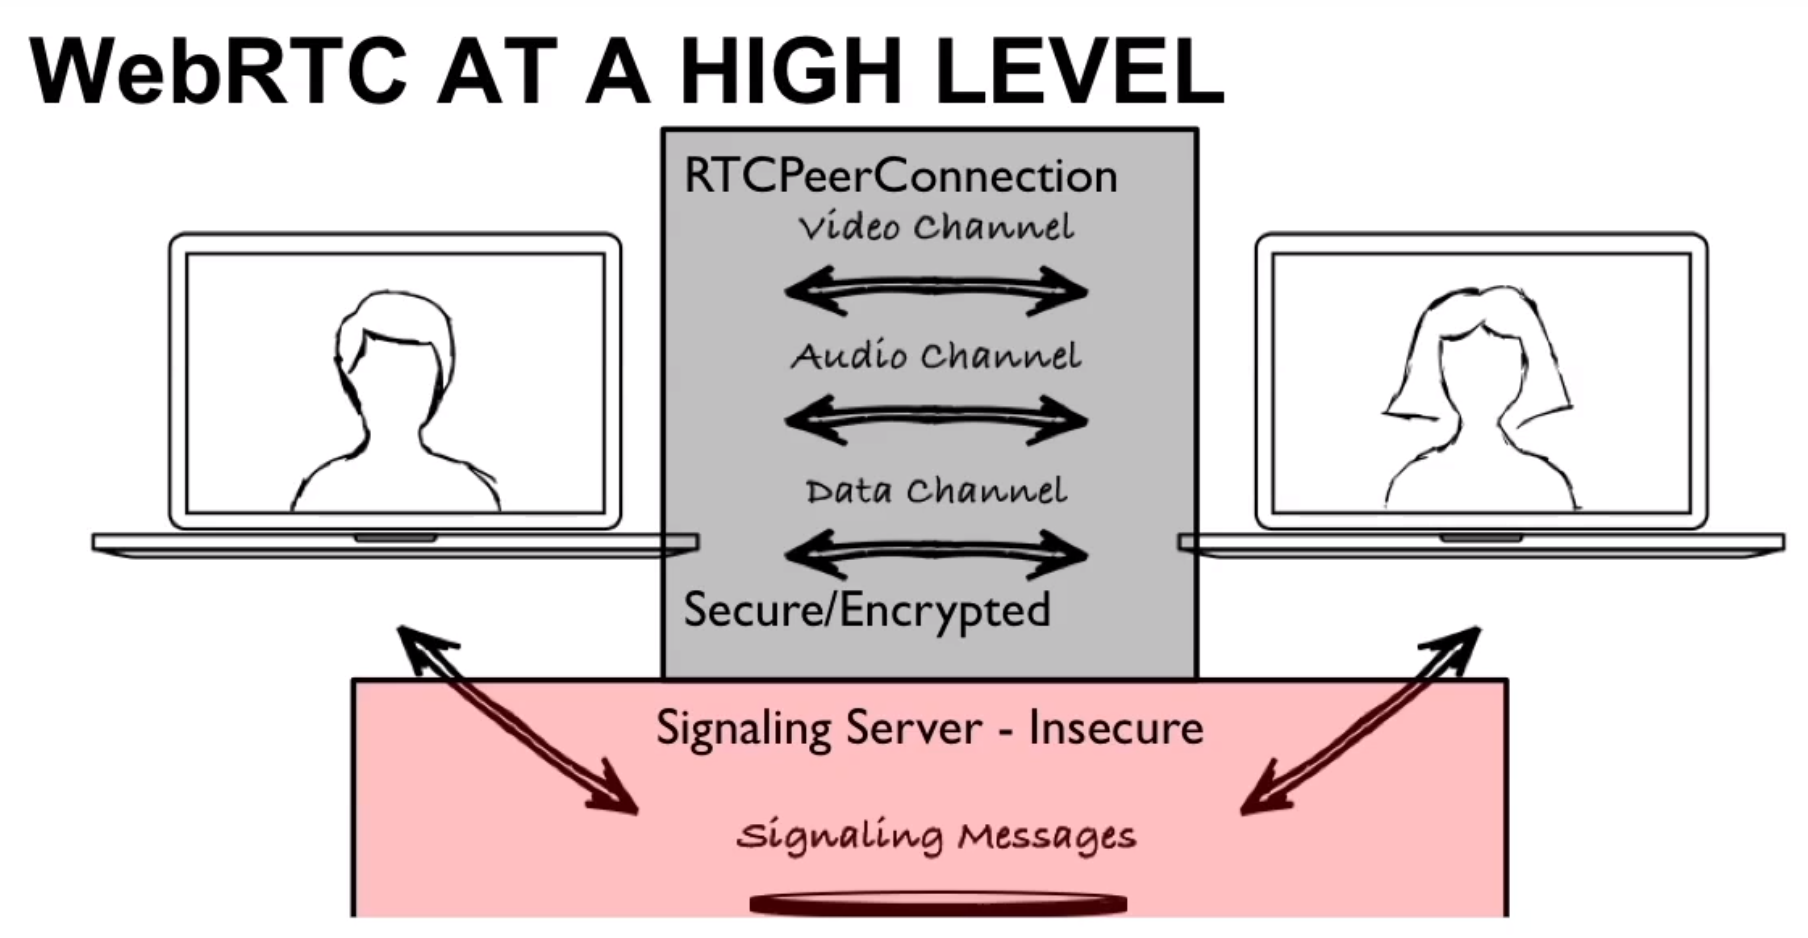 WebRTC AT A HIGH LEVEL
RTCPeerConnection
Video Channel
Audio Channel
Data Channel
Secure/Encrypted
Signaling Server - Insecure
Signaling Messages